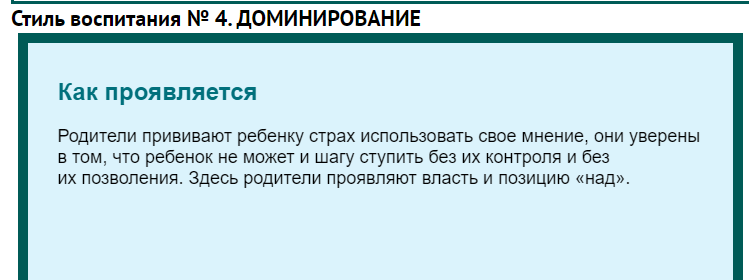 Стиль воспитания № 4. ДОМИНИРОВАНИЕ
Как проявляется
Родители прививают ребенку страх использовать свое мнение, они уверены
в том, что ребенок не может и шагу ступить без их контроля и без
их позволения. Здесь родители проявляют власть и позицию «над».